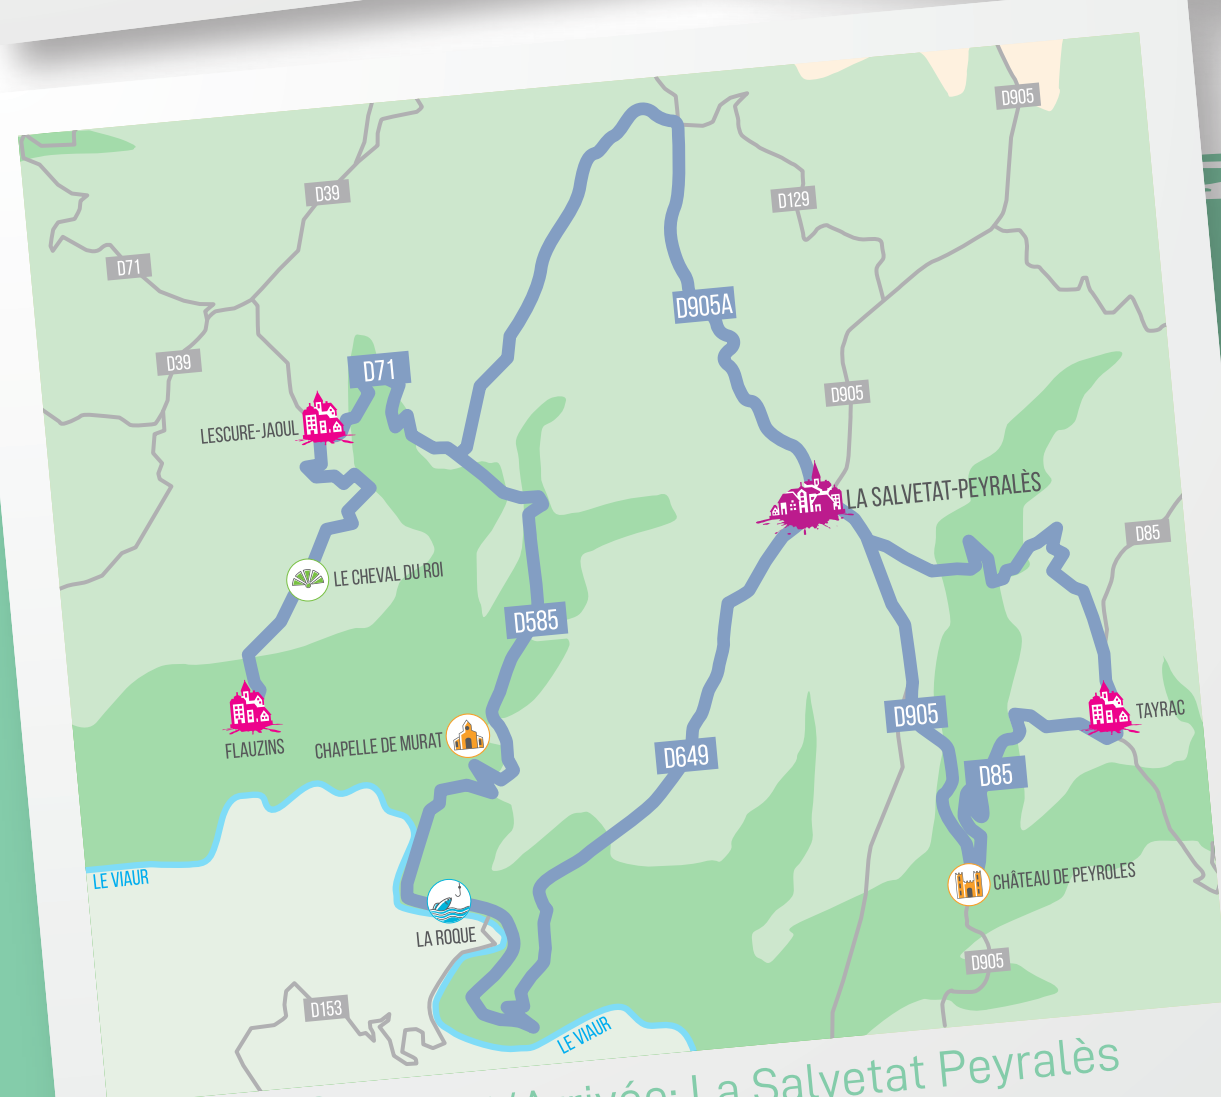 D905
D39
D129
D71
D905A
D39
D71
D905
LESCURE-JAOUL
LA SALVETAT-PEYRALÈS
D85
LE CHEVAL DU ROI
D585
D905
TAYRAC
FLAUZINS
CHAPELLE DE MURAT
D649
D85
LE VIAUR
CHÂTEAU DE PEYROLES
LA ROQUE
D905
D153
LE VIAUR
La Salvetat Peyralès